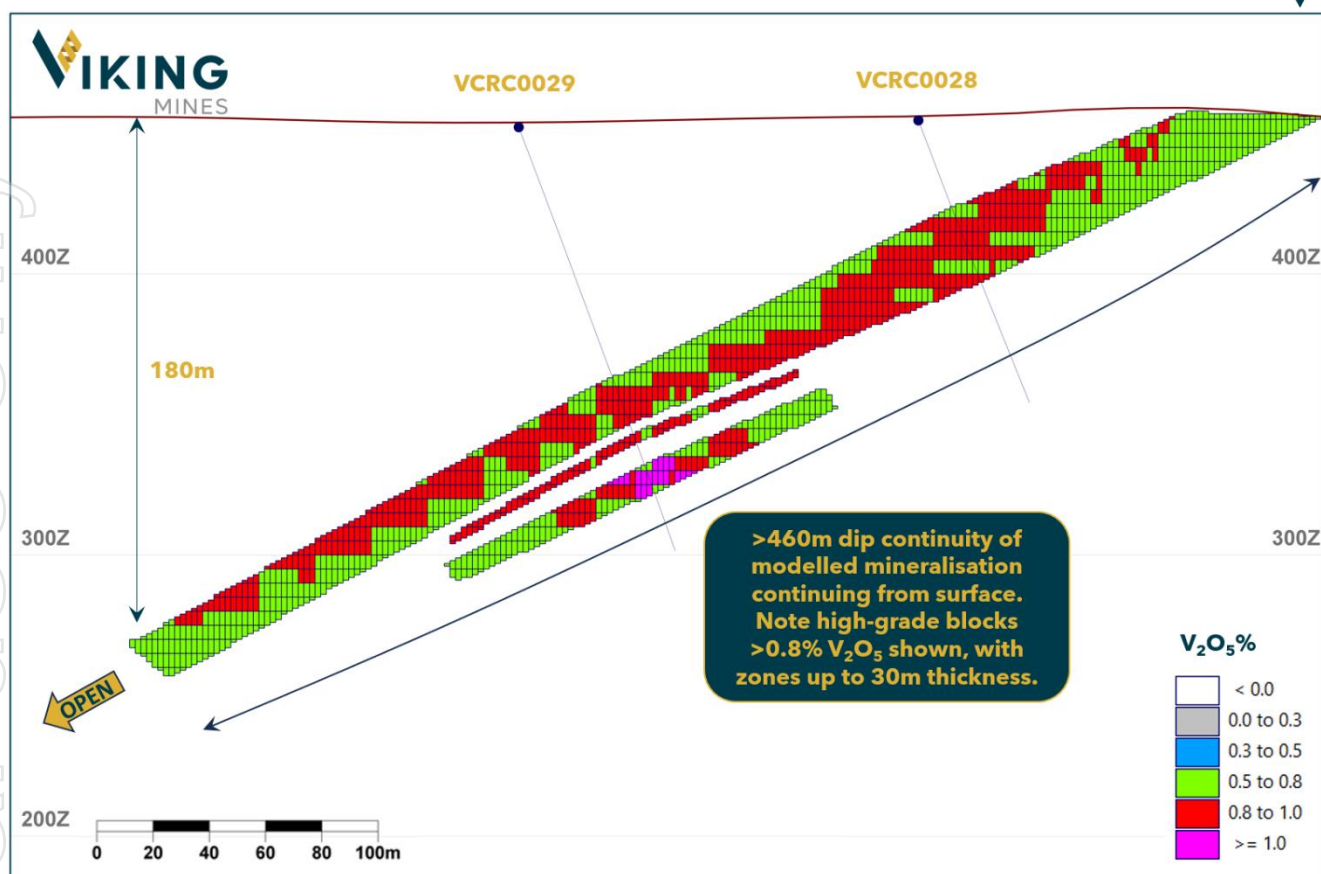 VIKING
MINES
VCRC0029
VCRC0028
400Z
400Z
180m
300Z
300Z
>460m dip continuity of
modelled mineralisation
continuing from surface.
Note high-grade blocks
>0.8% V₂O₅ shown, with
zones up to 30m thickness.
OPEN
V₂O₅%
< 0.0
0.0 to 0.3
0.3 to 0.5
0.5 to 0.8
0.8 to 1.0
>= 1.0
200Z
0 20 40 60 80 100m